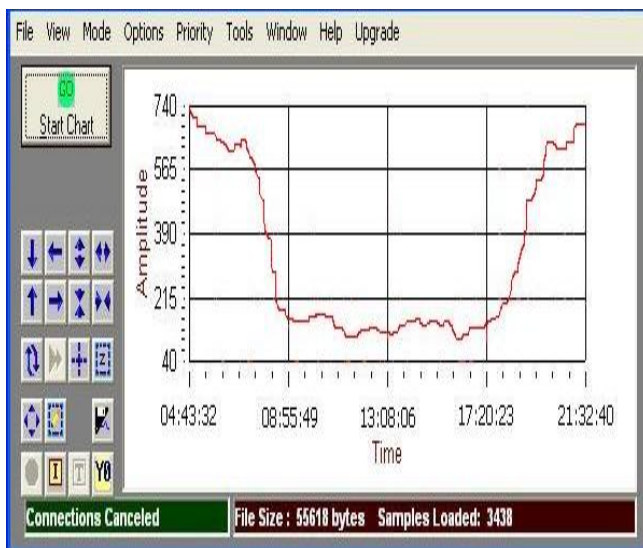 File View Mode Options Priority Tools Window Help Upgrade
GO
Start Chart
740
565
390
215
40
Amplitude
04:43:32 08:55:49 13:08:06 17:20:23 21:32:40
Time
Z
I T Y0
Connections Canceled File Size : 55618 bytes Samples Loaded: 3438